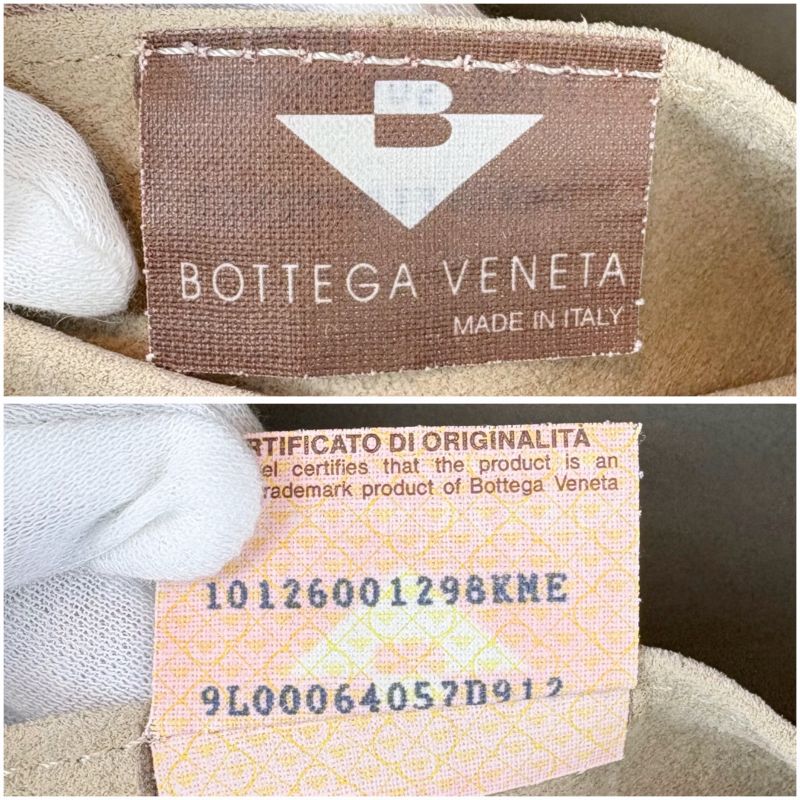 B
BOTTEGA VENETA
MADE IN ITALY
RTIFICATO DI ORIGINALITÀ
el certifies that the product is an
rademark product of Bottega Veneta
10126001298KME
9L00064057D912